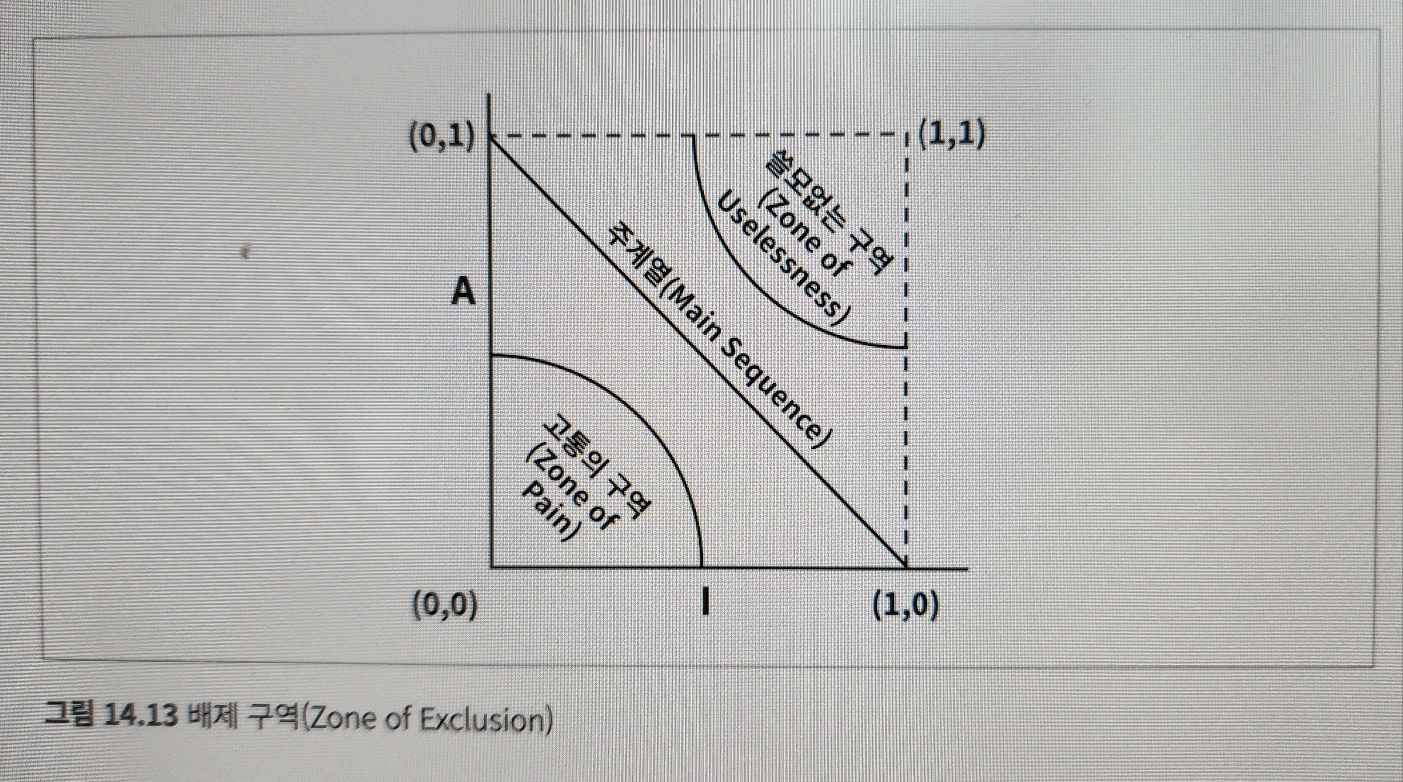 (0,1)
(1,1)
쓸모없는 구역
(Zone of
Uselessness)
주계열(Main Sequence)
A
고통의 구역
(Zone of
Pain)
(0,0)
I
(1,0)
그림 14.13 배제 구역(Zone of Exclusion)